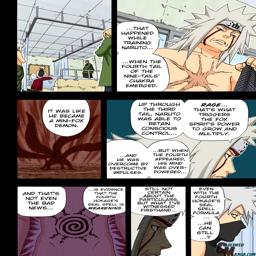 ...THAT
HAPPENED
WHILE
TRAINING
NARUTO...
...WHEN THE
FOURTH TAIL
OF THE
NINE-TAILS'
CHAKRA
EMERGED.
RAGE...
THAT'S WHAT
TRIGGERS
THE FOX
SPIRIT'S POWER
TO GROW AND
MULTIPLY.
UP THROUGH
THE THIRD
TAIL, NARUTO
WAS ABLE TO
RETAIN
CONSCIOUS
CONTROL...
...BUT WHEN
THE FOURTH
APPEARED,
HIS MIND
WAS OVER-
POWERED...
...AND
HE WAS
OVERCOME BY
DESTRUCTIVE
IMPULSES.
IT WAS LIKE
HE BECAME
A MINI-FOX
DEMON.
EVEN
WITH THE
FOURTH
HOKAGE'S
SEAL
SPELL
FORMULA
...HE
CAN
STILL
...?
STILL NOT
CERTAIN
ABOUT THE
PARTICULARS,
BUT WHAT I'VE
WITNESSED
FIRSTHAND...
...IS EVIDENCE
THAT THE
FOURTH
HOKAGE'S
SEAL SPELL IS
WEAKENING.
AND THAT'S
NOT EVEN
THE BAD
NEWS...